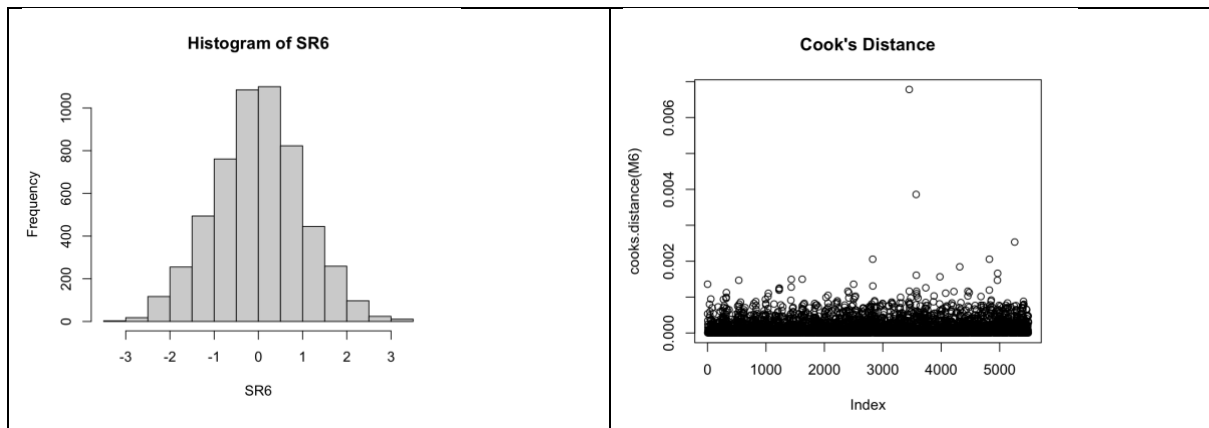 Histogram of SR6
Frequency
1000
800
600
400
200
0
-3 -2 -1 0 1 2 3
SR6
Cook's Distance
cooks.distance(M6)
0.006
0.004
0.002
0.000
0 1000 2000 3000 4000 5000
Index